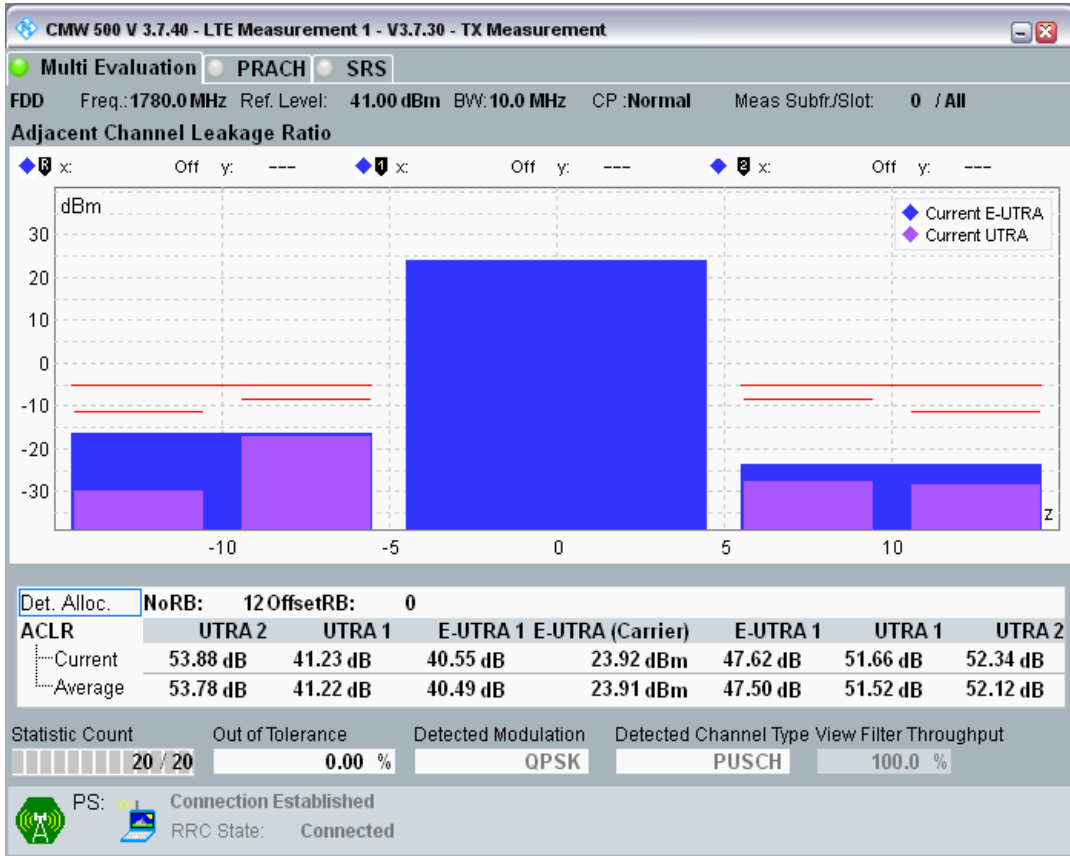 CMW 500 V 3.7.40 - LTE Measurement 1 - V3.7.30 - TX Measurement
Multi Evaluation PRACH SRS
FDD Freq.:1780.0 MHz Ref. Level: 41.00 dBm BW:10.0 MHz CP :Normal Meas Subfr./Slot: 0 / All
Adjacent Channel Leakage Ratio
R x: Off y: --- 1 x: Off y: --- 2 x: Off y: ---
dBm
Current E-UTRA
Current UTRA
30
20
10
0
-10
-20
-30
z
-10 -5 0 5 10
Det. Alloc. NoRB: 12 OffsetRB: 0
ACLR UTRA 2 UTRA 1 E-UTRA 1 E-UTRA (Carrier) E-UTRA 1 UTRA 1 UTRA 2
Current 53.88 dB 41.23 dB 40.55 dB 23.92 dBm 47.62 dB 51.66 dB 52.34 dB
Average 53.78 dB 41.22 dB 40.49 dB 23.91 dBm 47.50 dB 51.52 dB 52.12 dB
Statistic Count Out of Tolerance Detected Modulation Detected Channel Type View Filter Throughput
20 / 20 0.00 % QPSK PUSCH 100.0 %
PS: Connection Established
RRC State: Connected